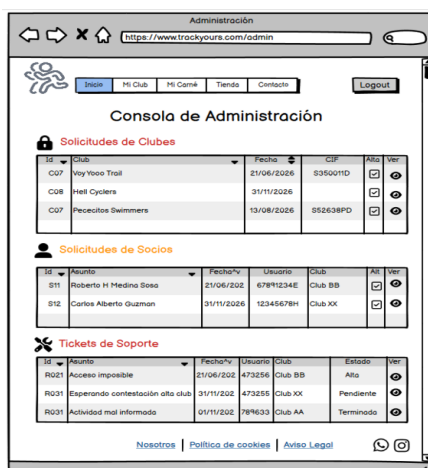 Administración
https://www.trackyours.com/admin
Inicio Mi Club Mi Carné Tienda Contacto Logout
Consola de Administración
Solicitudes de Clubes
Id Club Fecha CIF Alta Ver
C07 Voy Yooo Trail 21/06/2026 S350011D
C08 Hell Cyclers 31/11/2026
C07 Pececitos Swimmers 13/08/2026 S52638PD
Solicitudes de Socios
Id Asunto Fecha^v Usuario Club Alt Ver
S11 Roberto H Medina Sosa 21/06/202 67891234E Club BB
S12 Carlos Alberto Guzman 31/11/2026 12345678H Club XX
Tickets de Soporte
Id Asunto Fecha^v Usuario Club Estado Ver
R021 Acceso imposible 21/06/202 473256 Club BB Alta
R031 Esperando contestación alta club 31/11/202 473255 Club XX Pendiente
R031 Actividad mal informada 01/11/202 789633 Club AA Terminada
Nosotros | Política de cookies | Aviso Legal